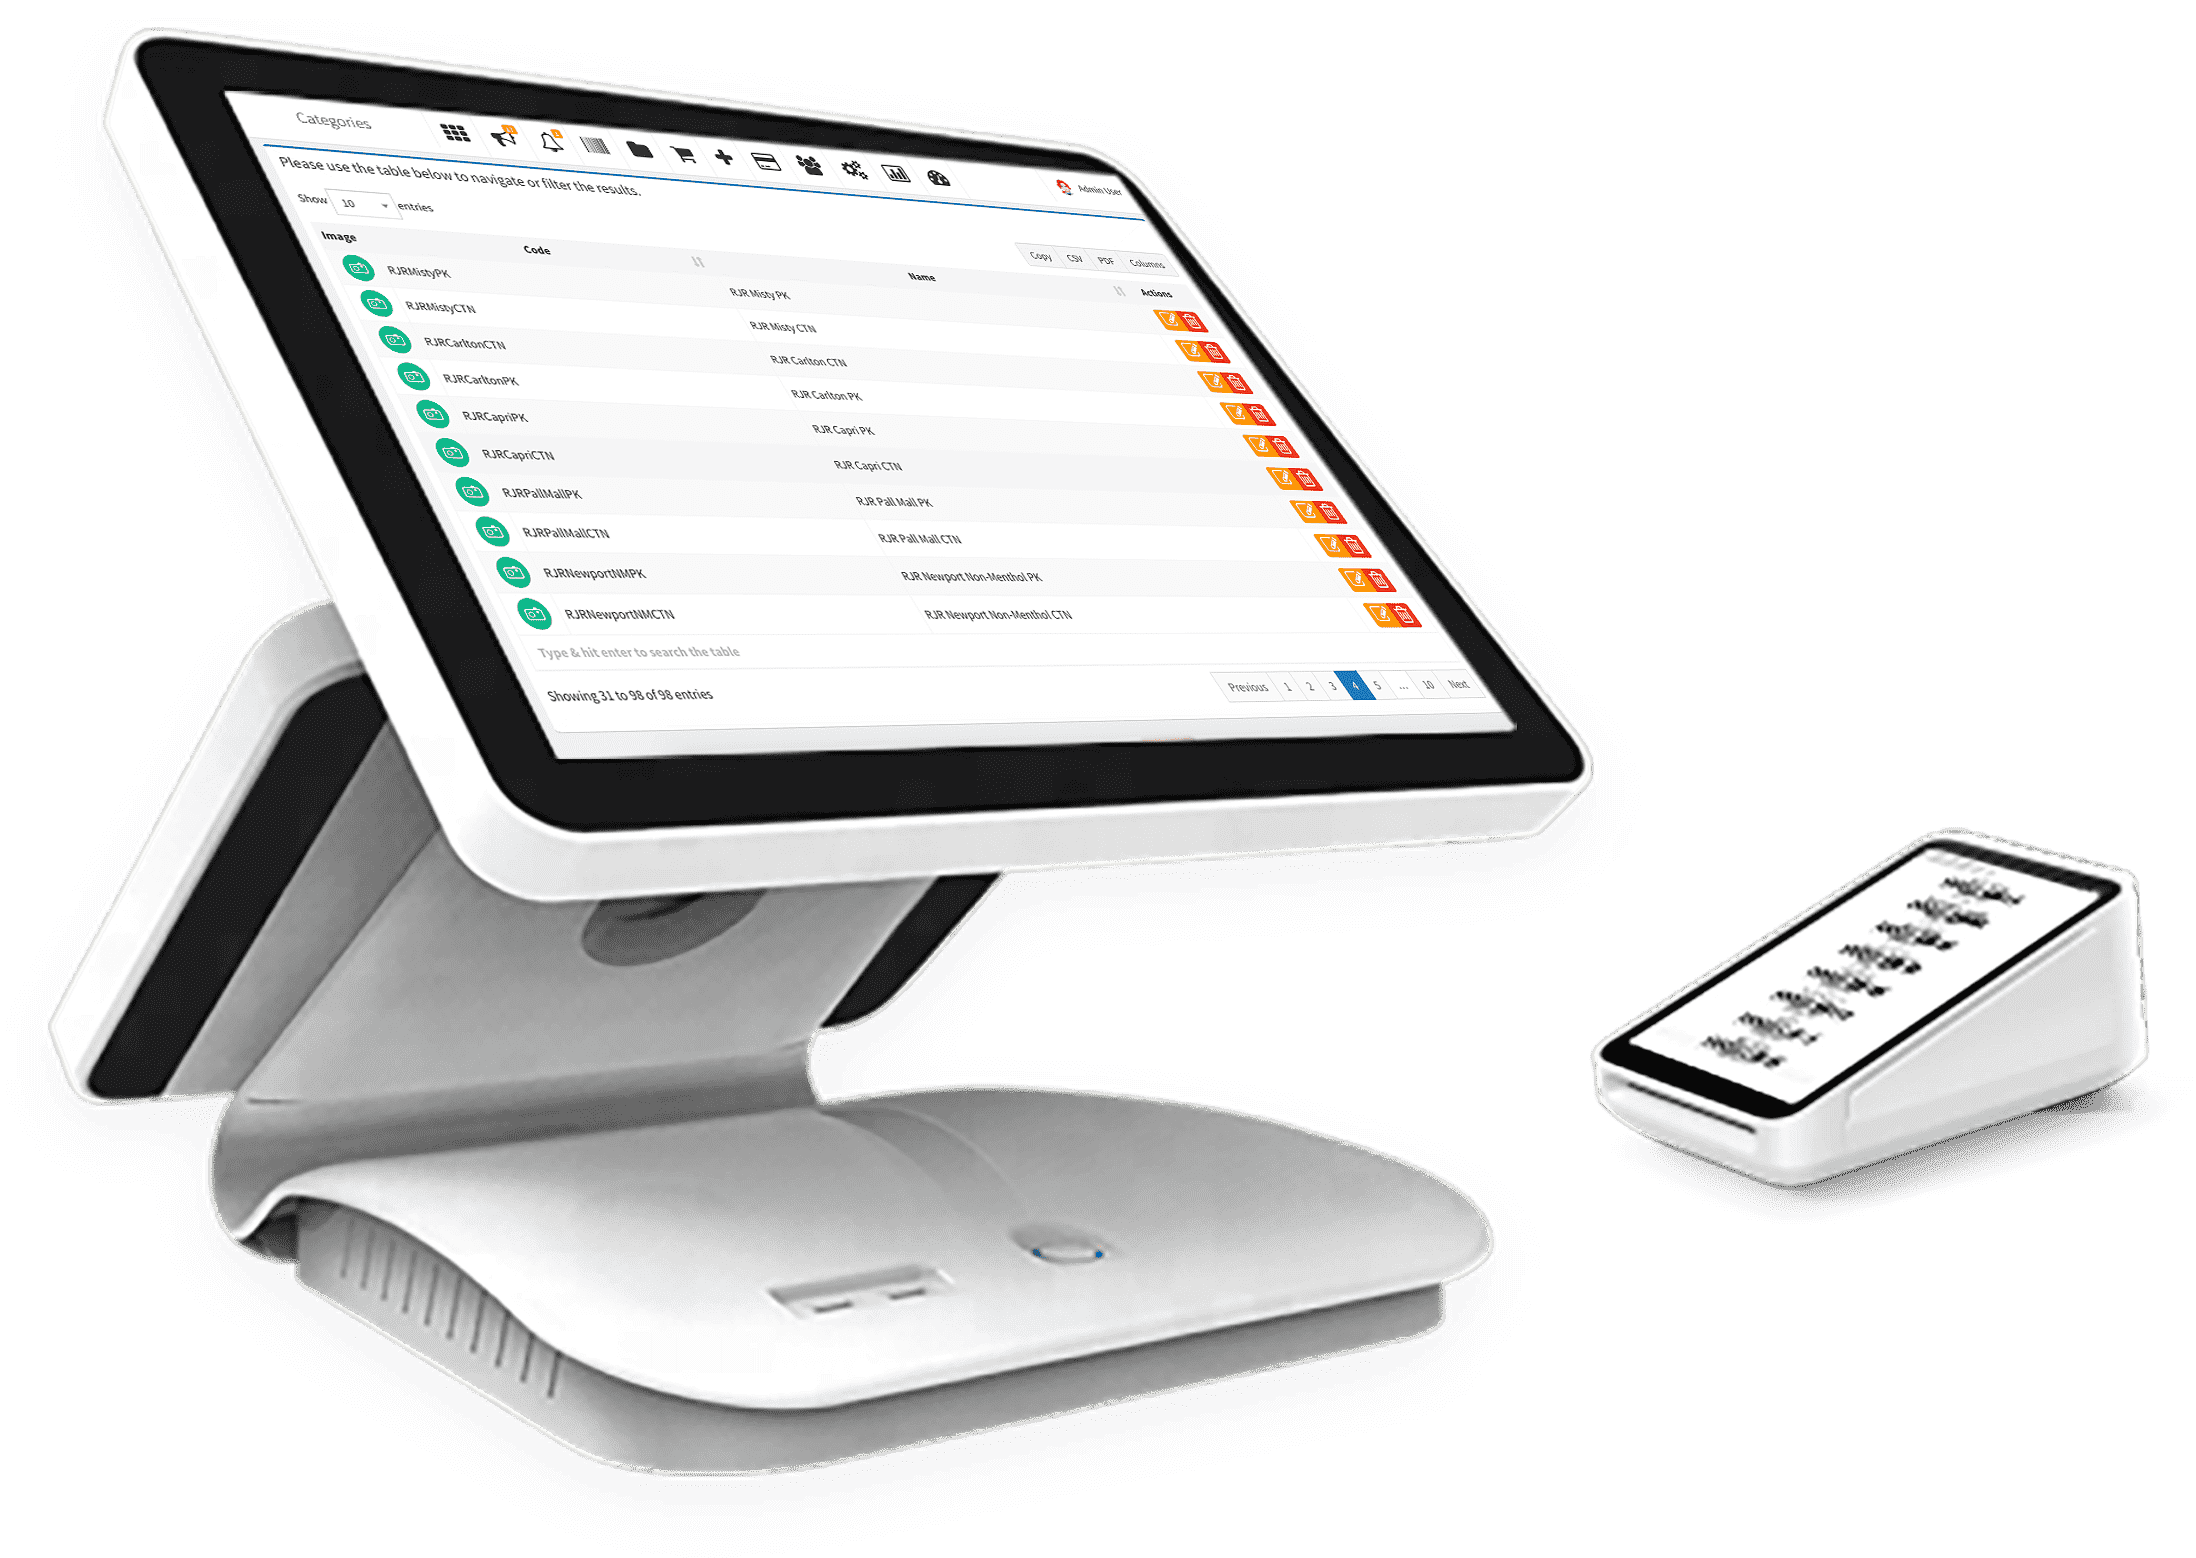 Categories
Admin User
Please use the table below to navigate or filter the results.
Show 10 entries
Copy CSV PDF Columns
Image Code Name Actions
RJRMistyPK RJR Misty PK
RJRMistyCTN RJR Misty CTN
RJRCarltonCTN RJR Carlton CTN
RJRCarltonPK RJR Carlton PK
RJRCapriPK RJR Capri PK
RJRCapriCTN RJR Capri CTN
RJRPallMallPK RJR Pall Mall PK
RJRPallMallCTN RJR Pall Mall CTN
RJRNewportNMPK RJR Newport Non-Menthol PK
RJRNewportNMCTN RJR Newport Non-Menthol CTN
Type & hit enter to search the table
Showing 31 to 98 of 98 entries
Previous 1 2 3 4 5 ... 10 Next